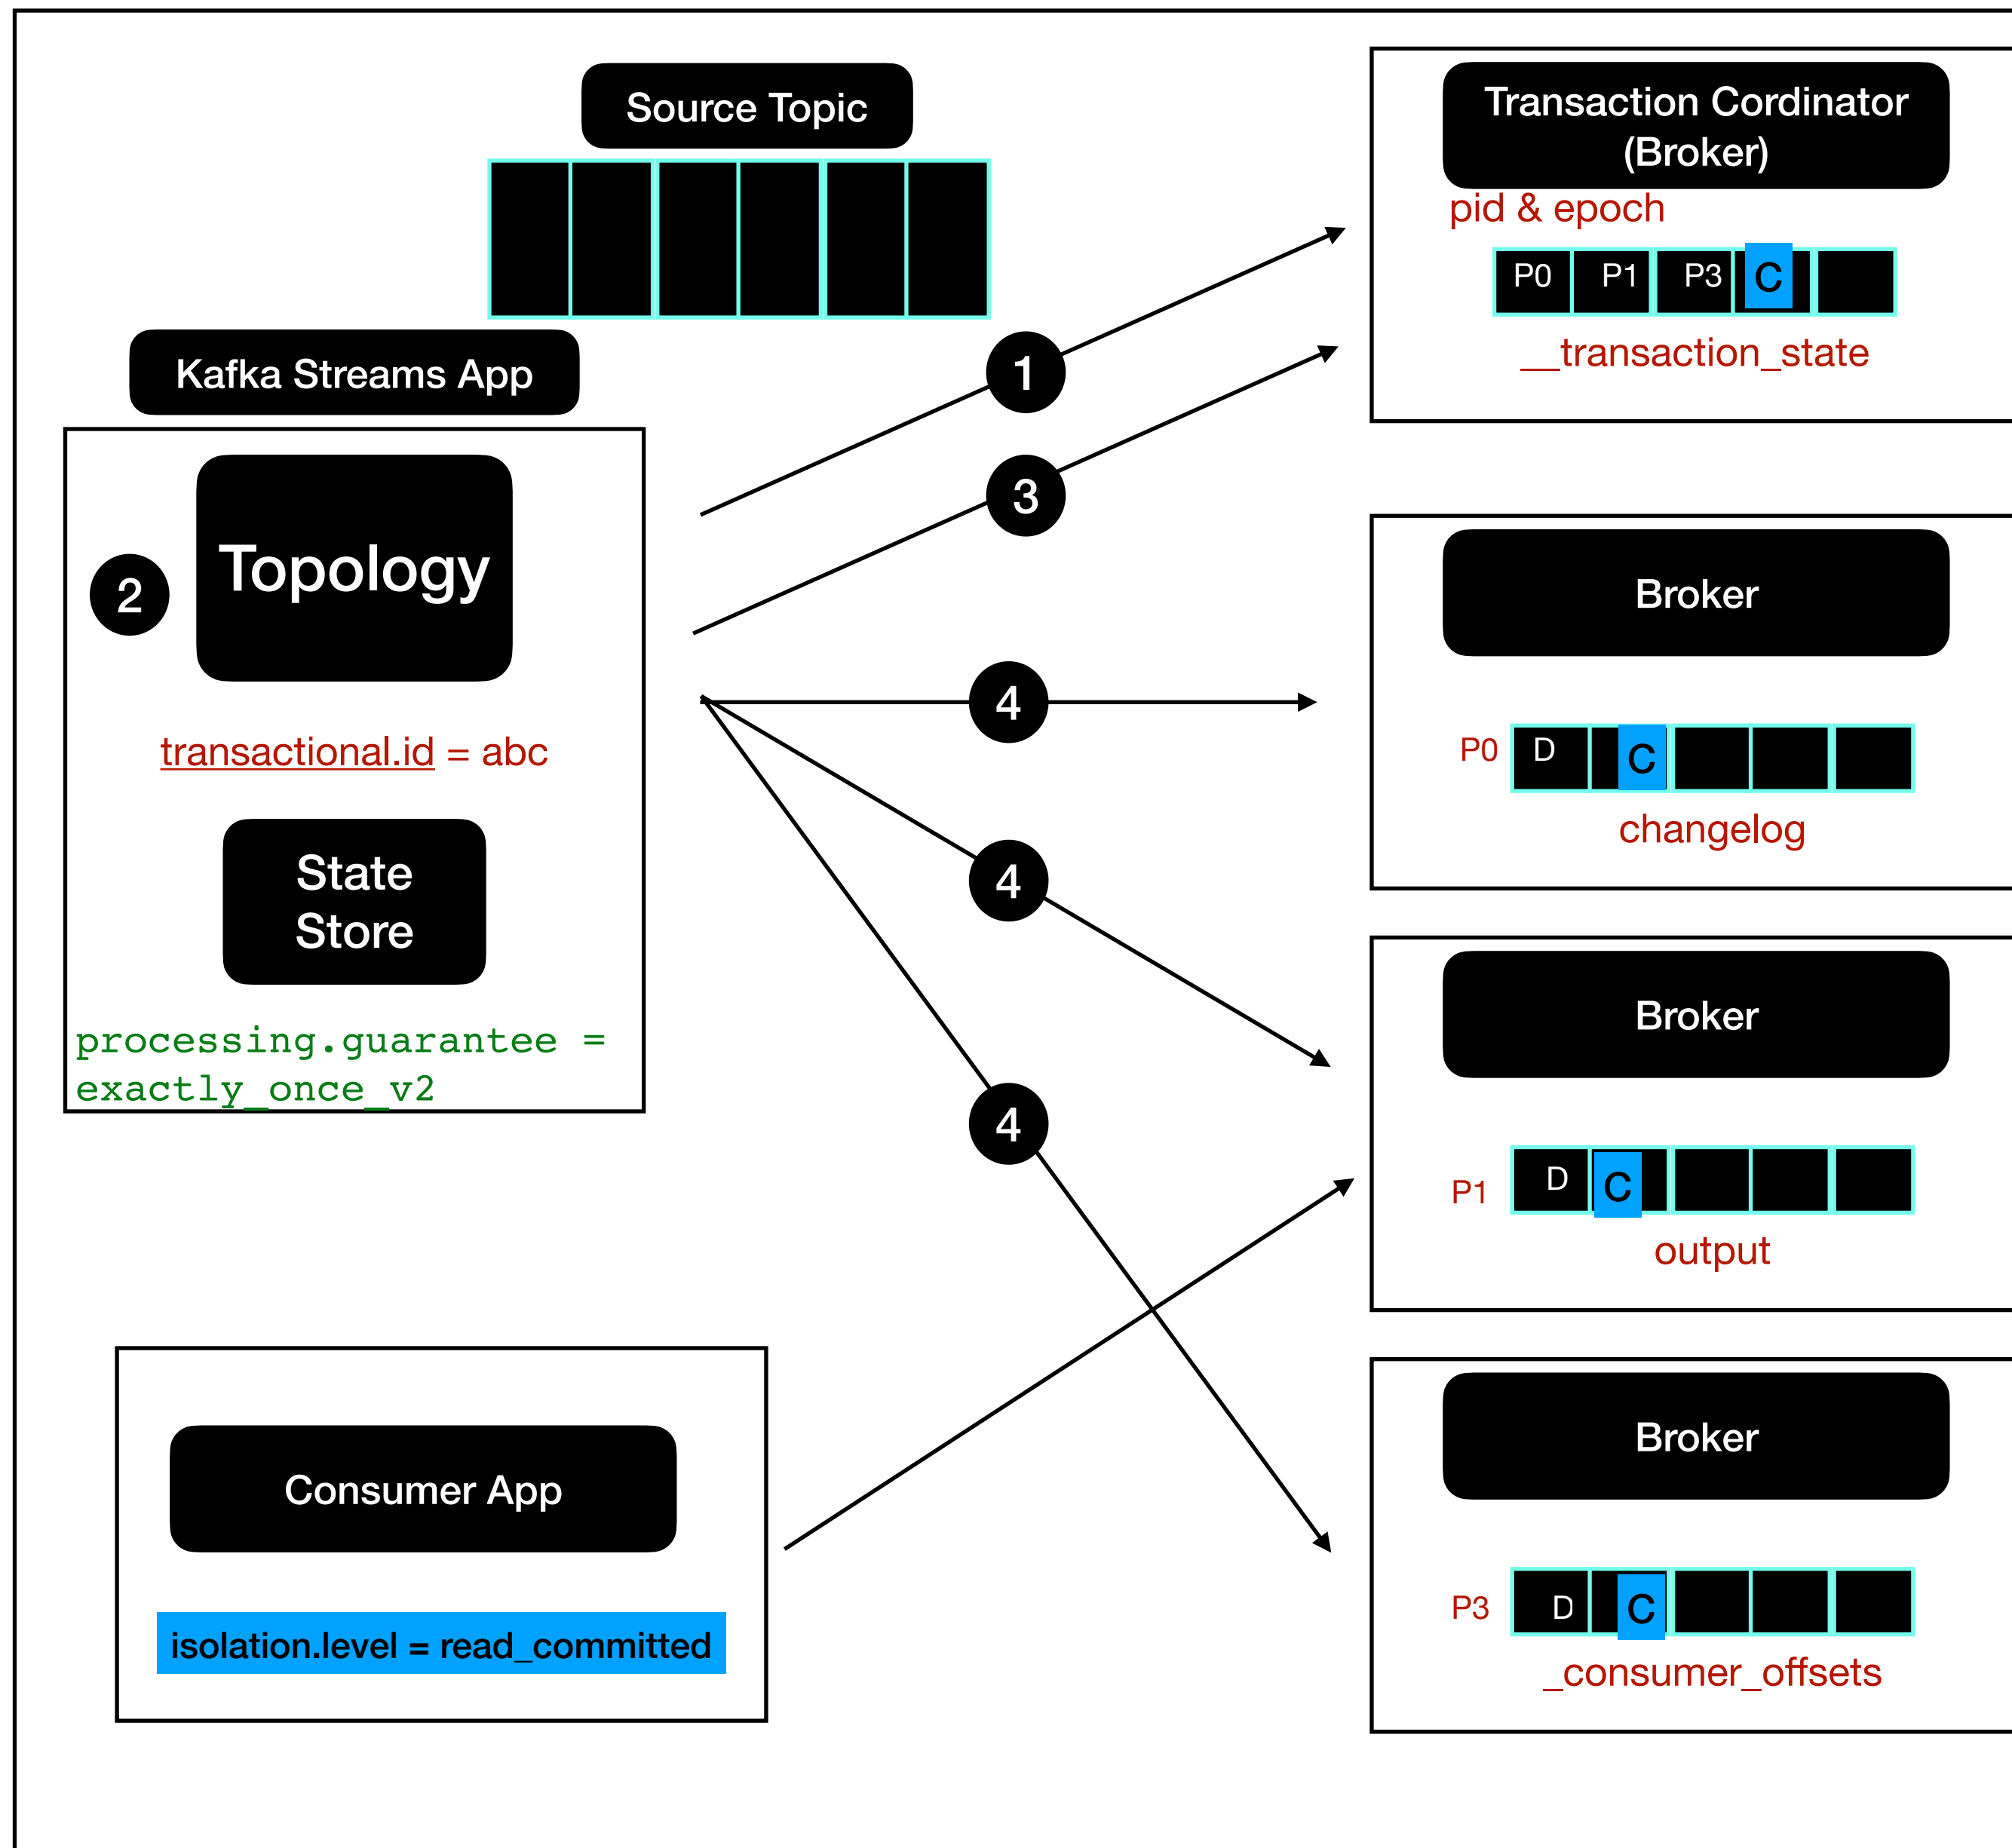 Source Topic
Transaction Cordinator
(Broker)
pid & epoch
P0 P1 P3 C
__transaction_state
Kafka Streams App
1
3
2
Topology
transactional.id = abc
State
Store
processing.guarantee =
exactly_once_v2
4
4
4
Broker
P0 D C
changelog
Broker
P1 D C
output
Consumer App
isolation.level = read_committed
Broker
P3 D C
_consumer_offsets